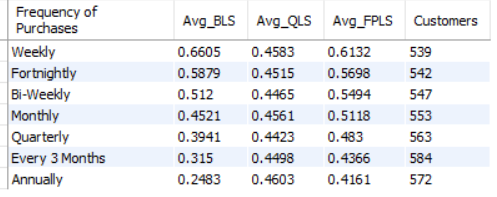 Frequency of Purchases Avg_BLS Avg_QLS Avg_FPLS Customers
Weekly 0.6605 0.4583 0.6132 539
Fortnightly 0.5879 0.4515 0.5698 542
Bi-Weekly 0.512 0.4465 0.5494 547
Monthly 0.4521 0.4561 0.5118 553
Quarterly 0.3941 0.4423 0.483 563
Every 3 Months 0.315 0.4498 0.4366 584
Annually 0.2483 0.4603 0.4161 572